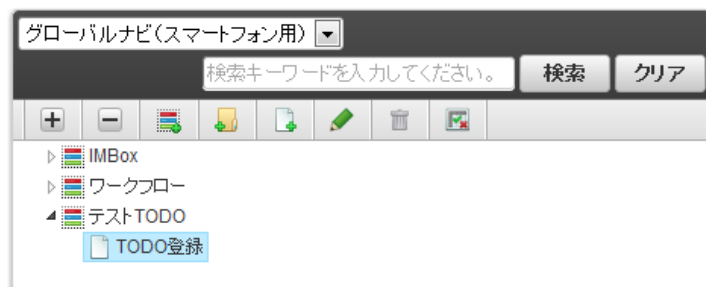 グローバルナビ(スマートフォン用)
検索キーワードを入力してください。 検索 クリア
IMBox
ワークフロー
テストTODO
TODO登録